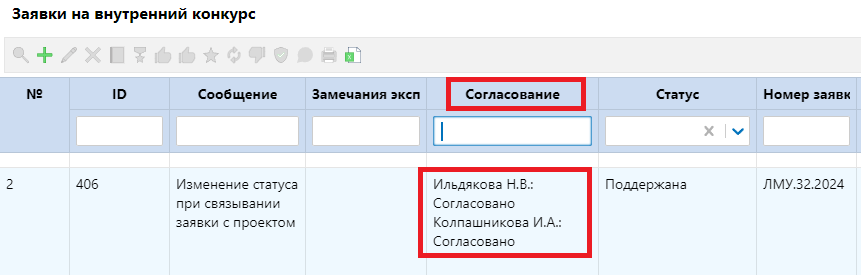 Заявки на внутренний конкурс
№ ID Сообщение Замечания эксп Согласование Статус Номер заявк
2 406 Изменение статуса Ильдякова Н.В.: Поддержана ЛМУ.32.2024
при связывании Согласовано
заявки с проектом Колпашникова И.А.:
Согласовано